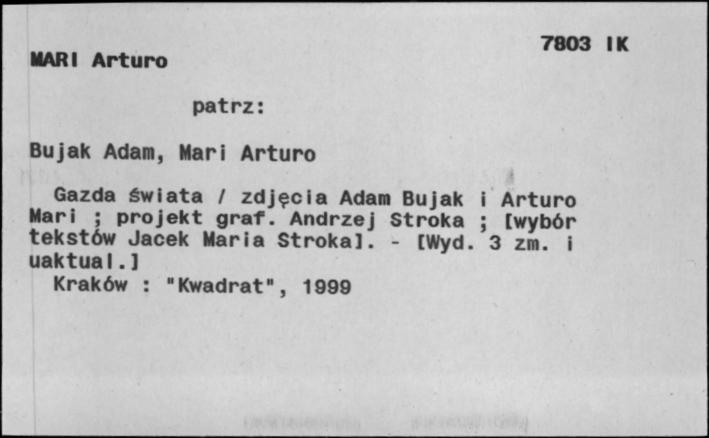 7803 IK
MARI Arturo
patrz:
Bujak Adam, Mari Arturo
Gazda świata / zdjęcia Adam Bujak i Arturo
Mari ; projekt graf. Andrzej Stroka ; [wybór
tekstów Jacek Maria Stroka]. - [Wyd. 3 zm. i
uaktual.]
Kraków : "Kwadrat", 1999